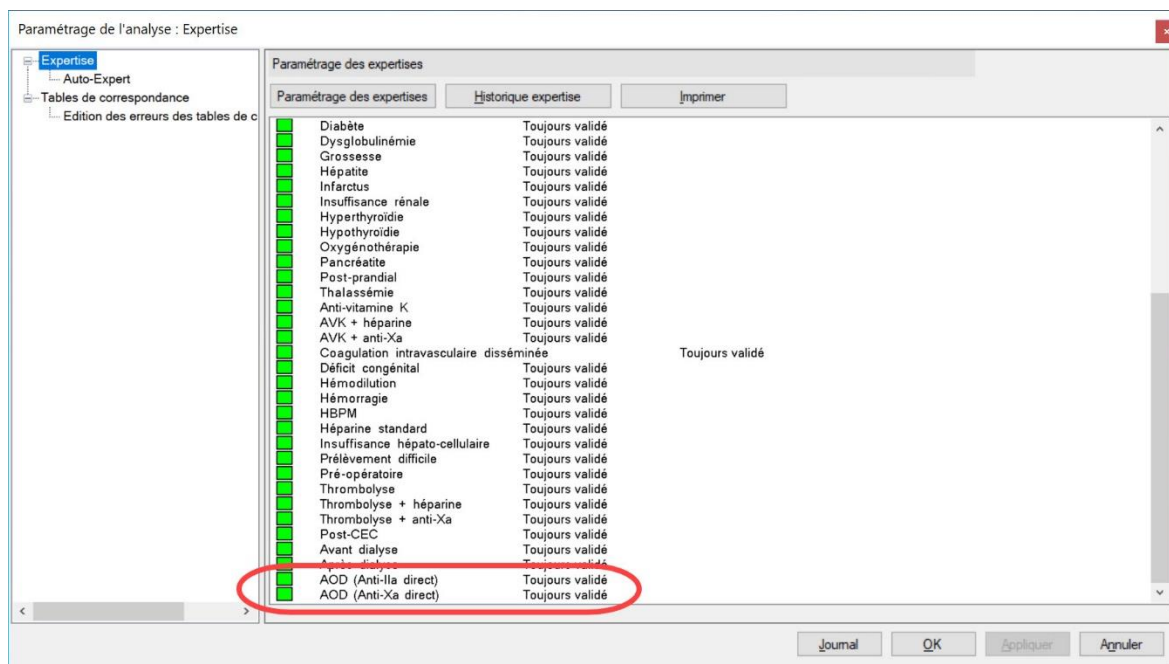 Paramétrage de l'analyse : Expertise
Expertise
Auto-Expert
Tables de correspondance
Edition des erreurs des tables de c
Paramétrage des expertises
Paramétrage des expertises Historique expertise Imprimer
Diabète Toujours validé
Dysglobulinémie Toujours validé
Grossesse Toujours validé
Hépatite Toujours validé
Infarctus Toujours validé
Insuffisance rénale Toujours validé
Hyperthyroïdie Toujours validé
Hypothyroïdie Toujours validé
Oxygénothérapie Toujours validé
Pancréatite Toujours validé
Post-prandial Toujours validé
Thalassémie Toujours validé
Anti-vitamine K Toujours validé
AVK + héparine Toujours validé
AVK + anti-Xa Toujours validé
Coagulation intravasculaire disséminée Toujours validé
Déficit congénital Toujours validé
Hémodilution Toujours validé
Hémorragie Toujours validé
HBPM Toujours validé
Héparine standard Toujours validé
Insuffisance hépato-cellulaire Toujours validé
Prélèvement difficile Toujours validé
Pré-opératoire Toujours validé
Thrombolyse Toujours validé
Thrombolyse + héparine Toujours validé
Thrombolyse + anti-Xa Toujours validé
Post-CEC Toujours validé
Avant dialyse Toujours validé
Après dialyse Toujours validé
AOD (Anti-IIa direct) Toujours validé
AOD (Anti-Xa direct) Toujours validé
Journal OK Appliquer Annuler